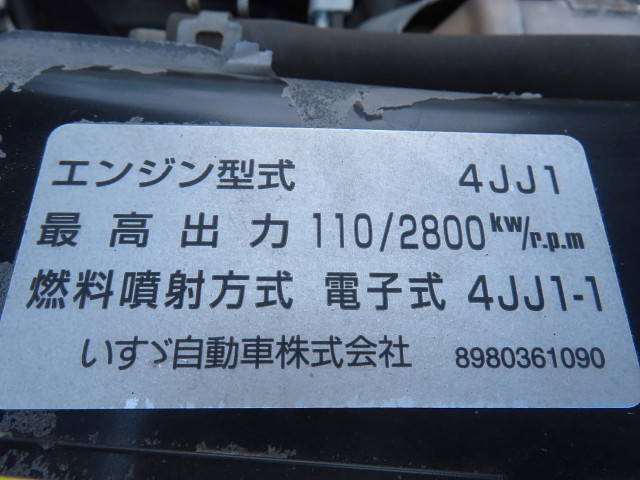 エンジン型式 4JJ1
最高出力 110/2800 kw/r.p.m
燃料噴射方式 電子式 4JJ1-1
いすゞ自動車株式会社 8980361090